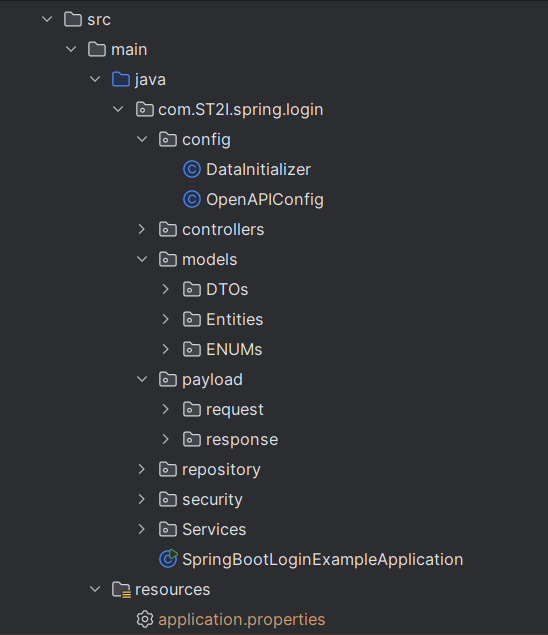 src
main
java
com.ST2I.spring.login
config
DataInitializer
OpenAPIConfig
controllers
models
DTOs
Entities
ENUMs
payload
request
response
repository
security
Services
SpringBootLoginExampleApplication
resources
application.properties